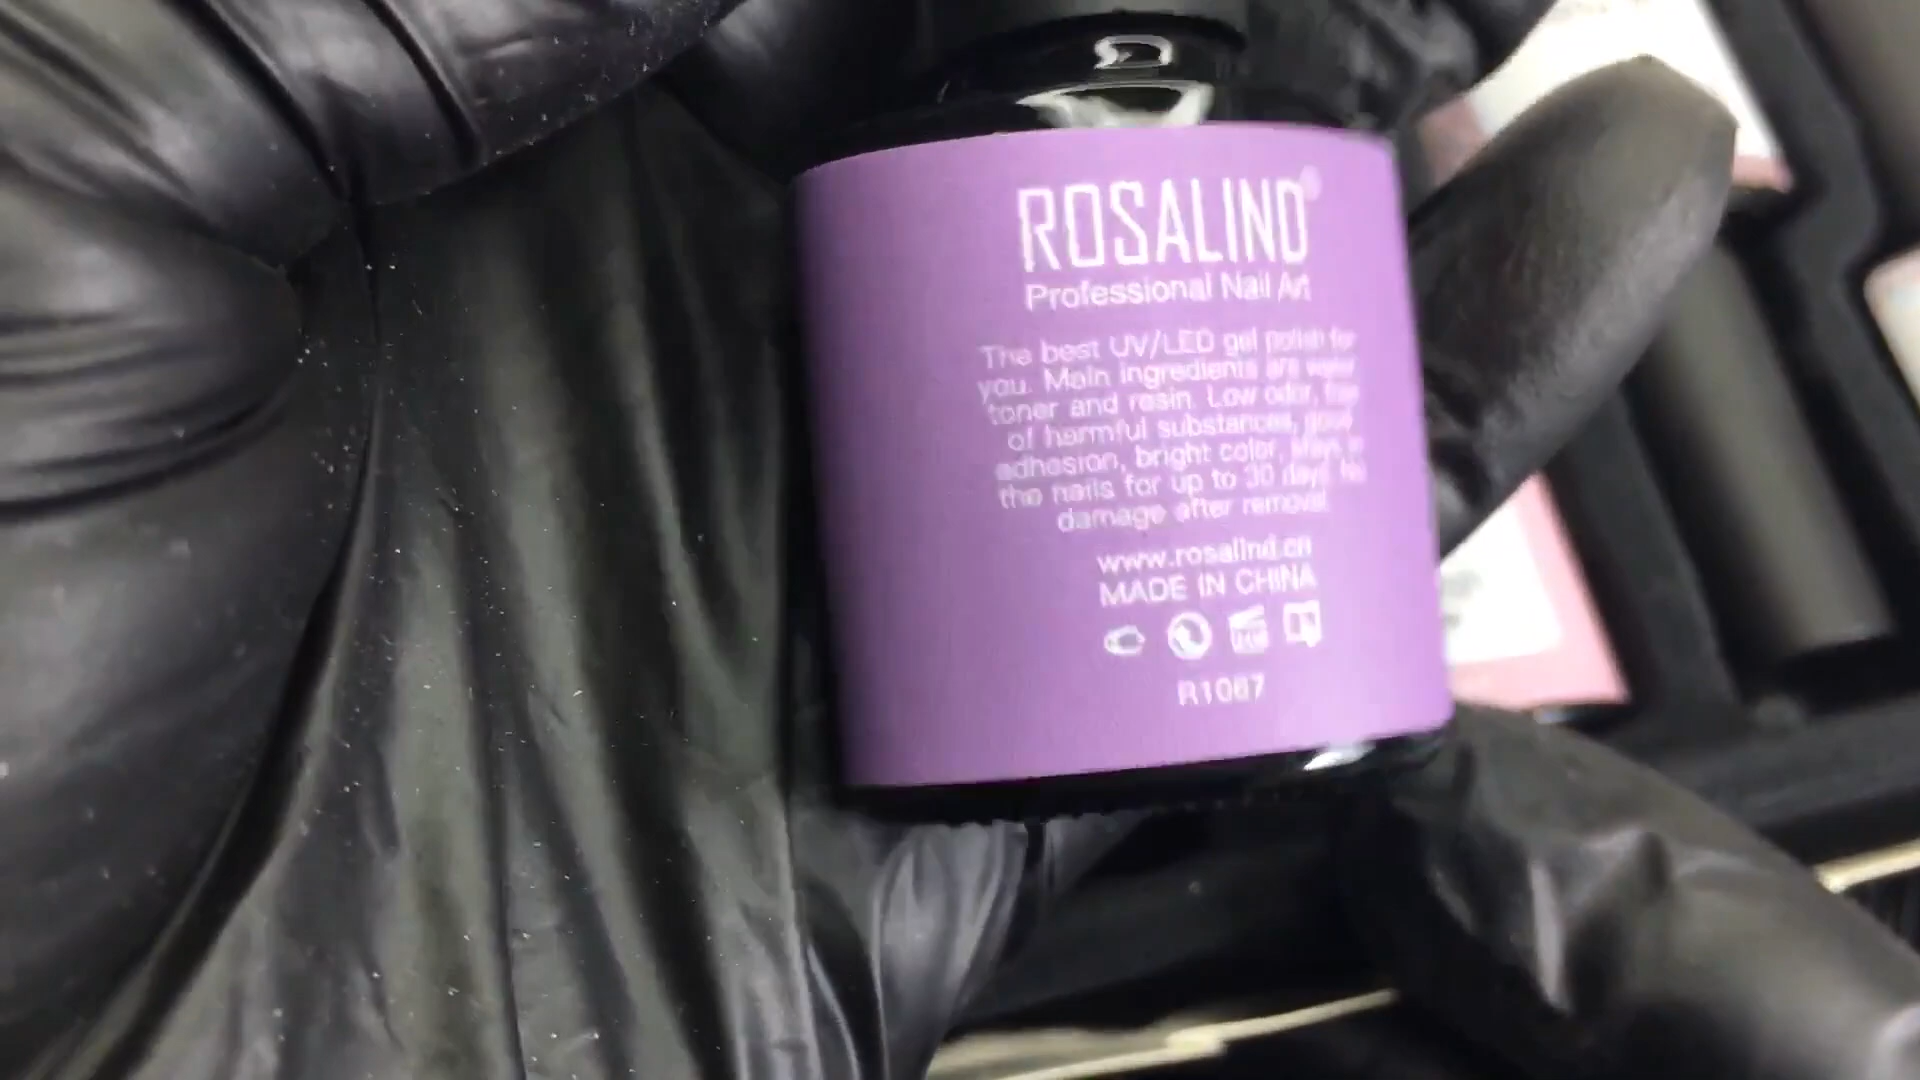 ROSALIND®
Professional Nail Art
The best UV/LED gel polish for
you. Main ingredients are water
toner and resin. Low odor, free
of harmful substances, good
adhesion, bright color, stays in
the nails for up to 30 days. No
damage after removal.
www.rosalind.cn
MADE IN CHINA
R1067